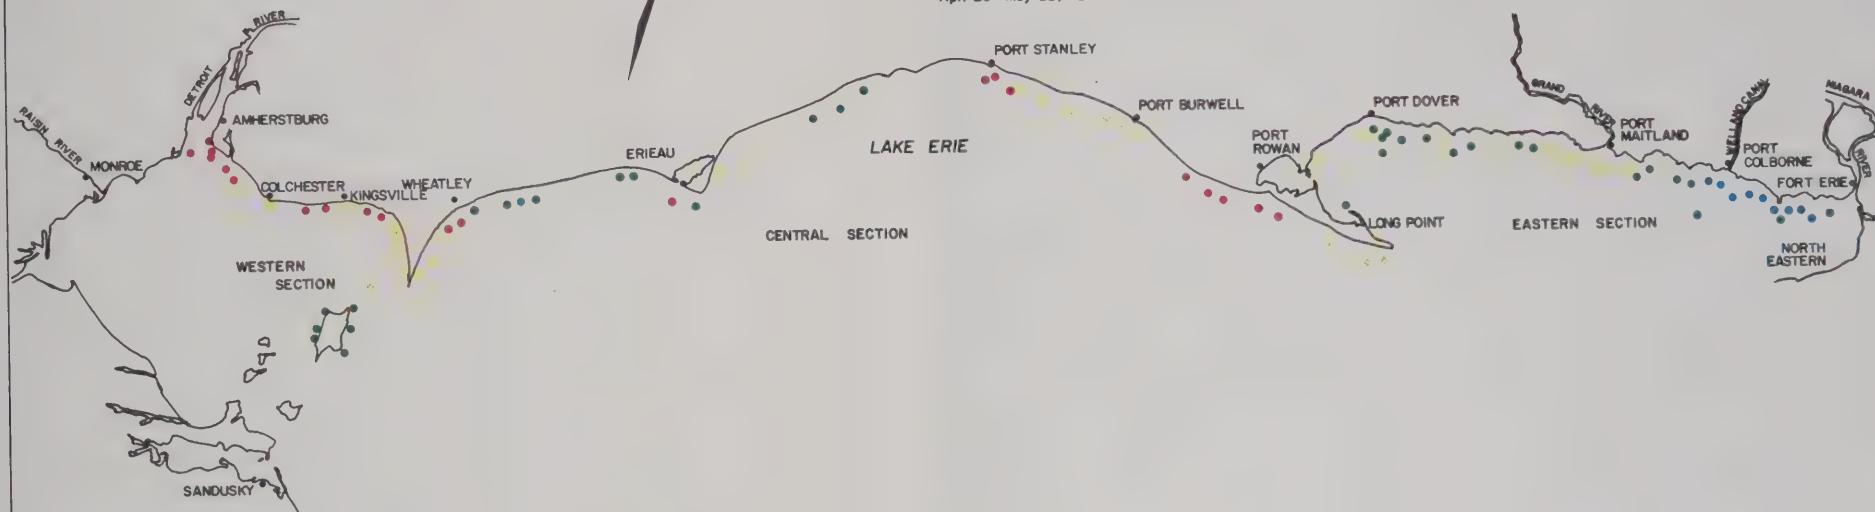 RIVER
DETROIT
RAISIN RIVER
AMHERSTBURG
MONROE
COLCHESTER
KINGSVILLE
WHEATLEY
ERIEAU
WESTERN
SECTION
SANDUSKY
LAKE ERIE
CENTRAL SECTION
PORT STANLEY
PORT BURWELL
PORT
ROWAN
PORT DOVER
LONG POINT
GRAND
RIVER
PORT
MAITLAND
WELLAND CANAL
PORT
COLBORNE
FORT ERIE
NIAGARA
RIVER
EASTERN SECTION
NORTH
EASTERN